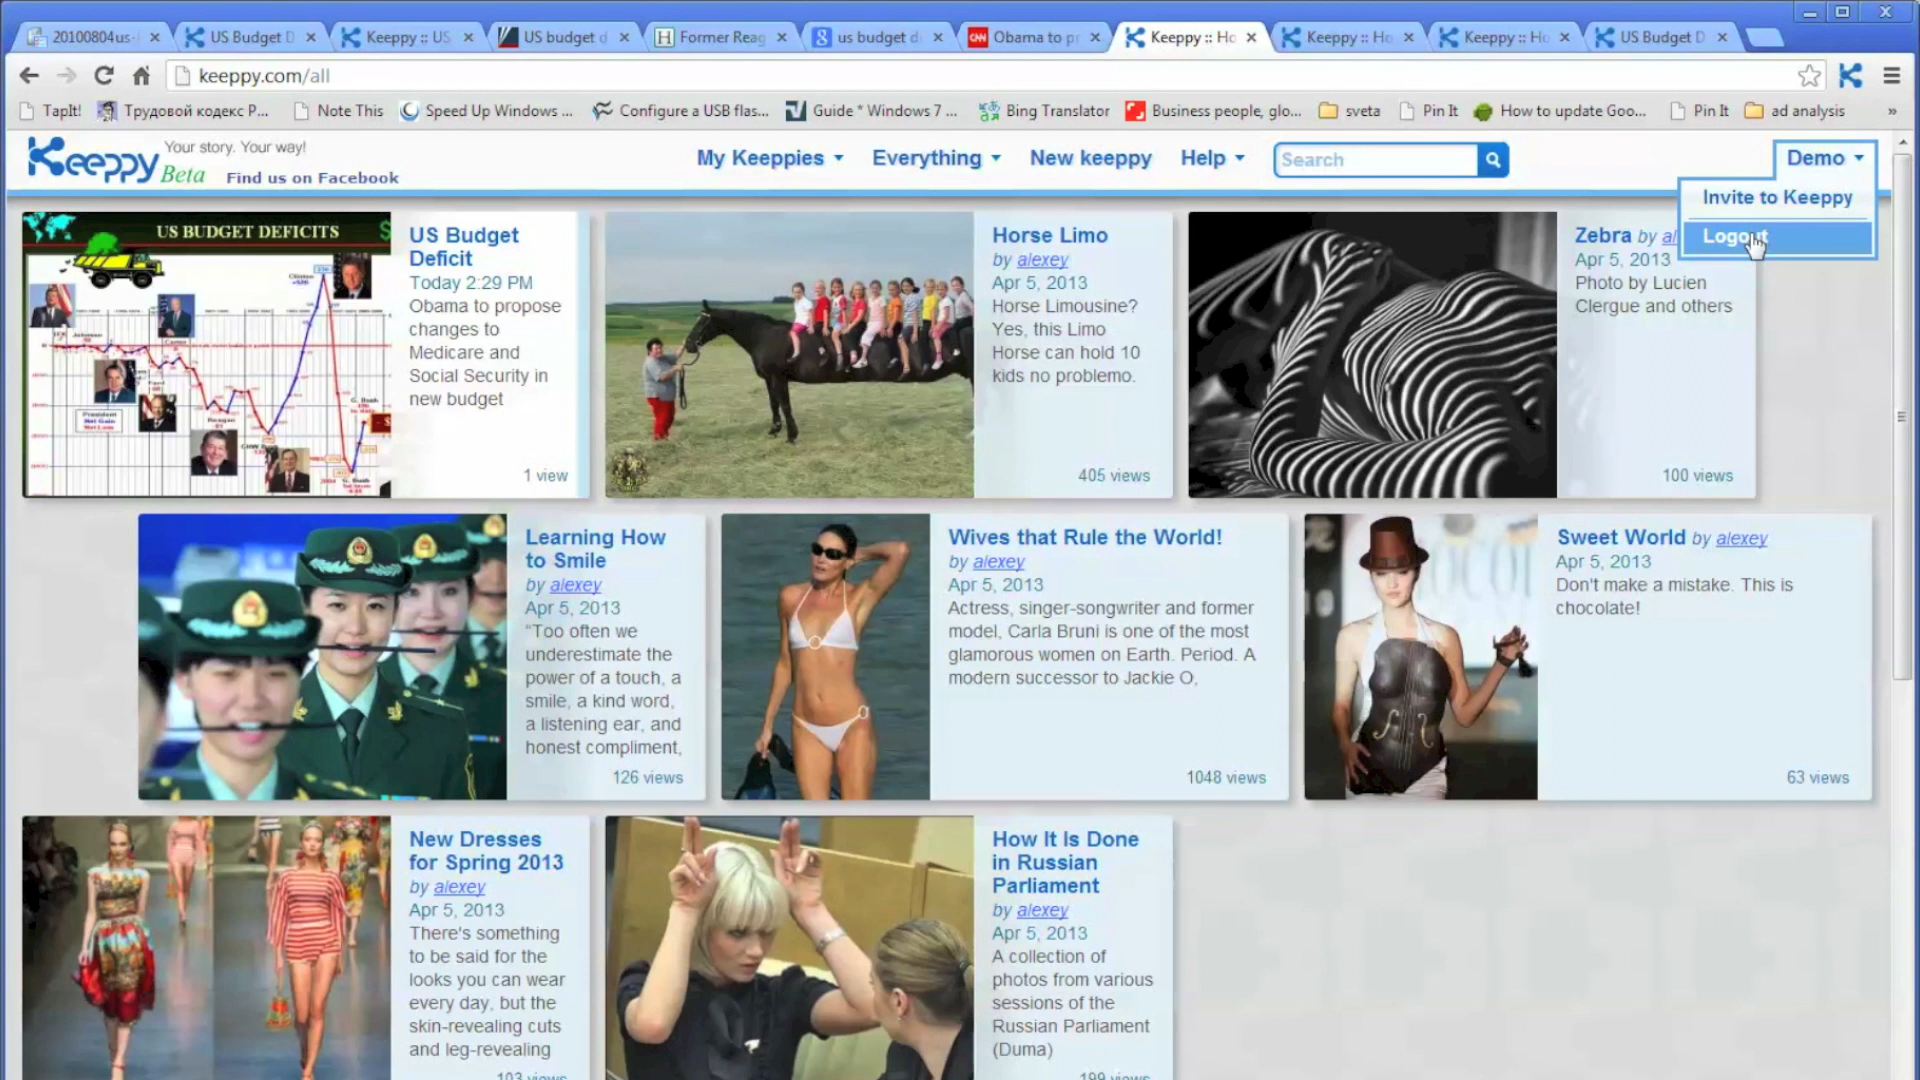 20100804us-
US Budget D
Keeppy :: US
US budget d
Former Reag
us budget d
CNN
Obama to pr
Keeppy :: Ho
Keeppy :: Ho
Keeppy :: Ho
US Budget D
keeppy.com/all
TapIt!
Трудовой кодекс Р...
Note This
Speed Up Windows ...
Configure a USB flas...
Guide * Windows 7 ...
Bing Translator
Business people, glo...
sveta
Pin It
How to update Goo...
Pin It
ad analysis
»
Keeppy
Your story. Your way!
Beta
Find us on Facebook
My Keeppies
Everything
New keeppy
Help
Search
Demo
Invite to Keeppy
Logout
US BUDGET DEFICITS
US Budget
Deficit
Today 2:29 PM
Obama to propose
changes to
Medicare and
Social Security in
new budget
1 view
Horse Limo
by alexey
Apr 5, 2013
Horse Limousine?
Yes, this Limo
Horse can hold 10
kids no problemo.
405 views
Zebra by al
Apr 5, 2013
Photo by Lucien
Clergue and others
100 views
Learning How
to Smile
by alexey
Apr 5, 2013
“Too often we
underestimate the
power of a touch, a
smile, a kind word,
a listening ear, and
honest compliment,
126 views
Wives that Rule the World!
by alexey
Apr 5, 2013
Actress, singer-songwriter and former
model, Carla Bruni is one of the most
glamorous women on Earth. Period. A
modern successor to Jackie O,
1048 views
Sweet World by alexey
Apr 5, 2013
Don't make a mistake. This is
chocolate!
63 views
New Dresses
for Spring 2013
by alexey
Apr 5, 2013
There's something
to be said for the
looks you can wear
every day, but the
skin-revealing cuts
and leg-revealing
103 views
How It Is Done
in Russian
Parliament
by alexey
Apr 5, 2013
A collection of
photos from various
sessions of the
Russian Parliament
(Duma)
199 views